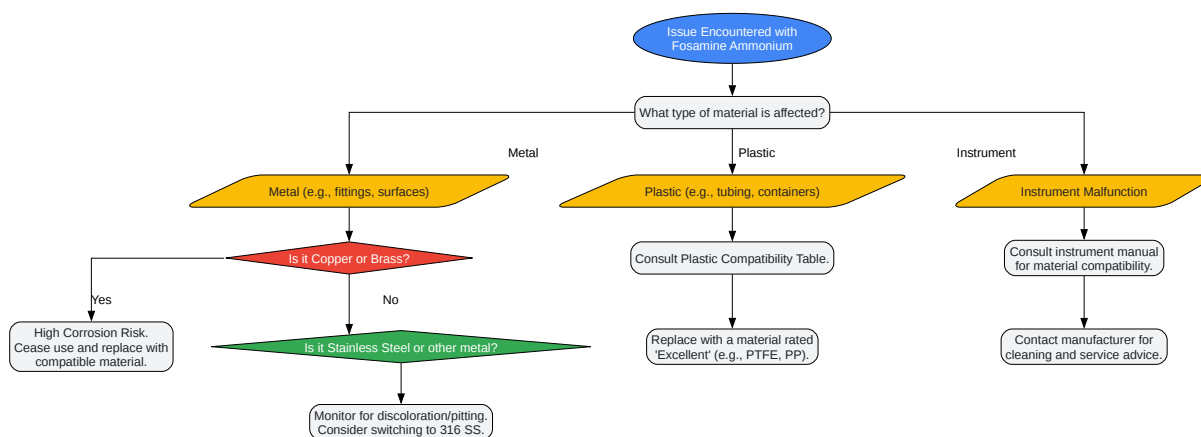 Issue Encountered with
Fosamine Ammonium
What type of material is affected?
Metal
Plastic
Instrument
Metal (e.g., fittings, surfaces)
Plastic (e.g., tubing, containers)
Instrument Malfunction
Is it Copper or Brass?
Consult Plastic Compatibility Table.
Consult instrument manual
for material compatibility.
Yes
No
High Corrosion Risk.
Cease use and replace with
compatible material.
Is it Stainless Steel or other metal?
Replace with a material rated
'Excellent' (e.g., PTFE, PP).
Contact manufacturer for
cleaning and service advice.
Monitor for discoloration/pitting.
Consider switching to 316 SS.